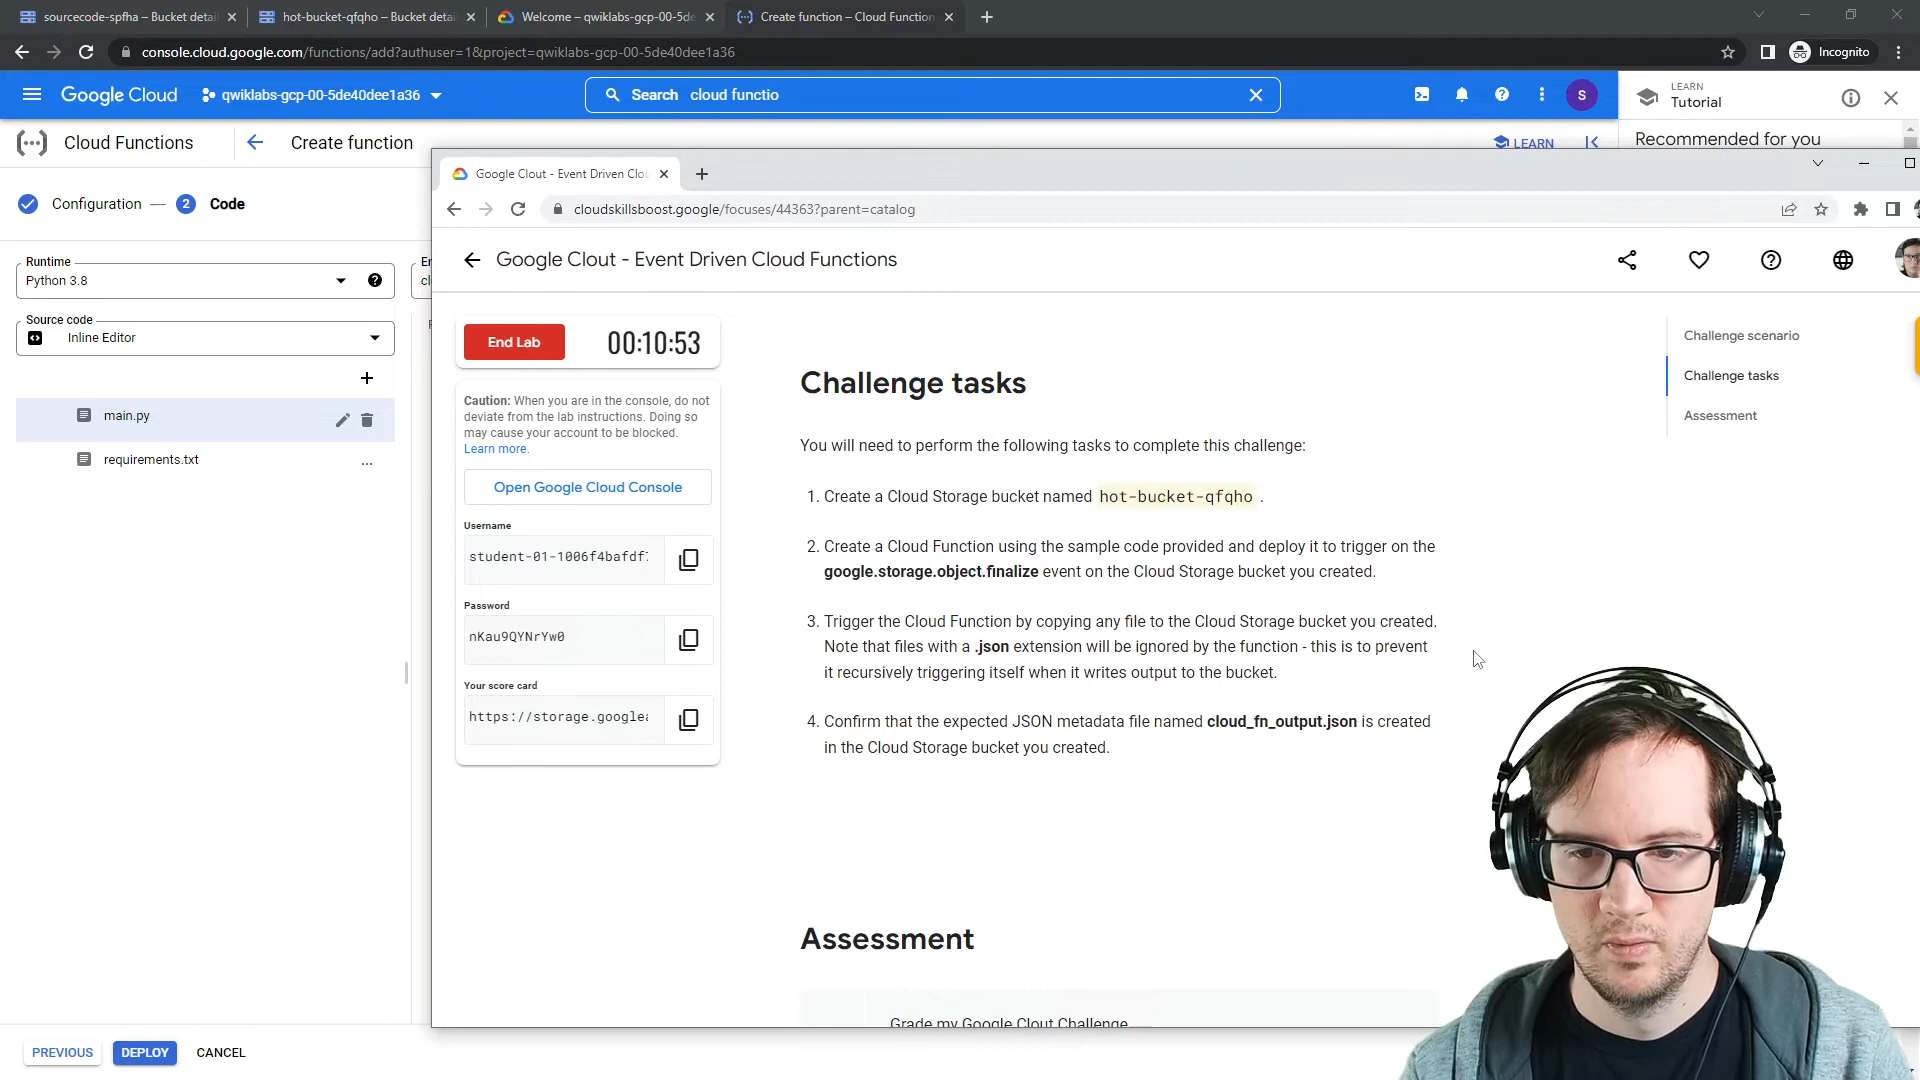 sourcecode-spfha – Bucket detail
hot-bucket-qfqho – Bucket detail
Welcome – qwiklabs-gcp-00-5de
Create function – Cloud Function
console.cloud.google.com/functions/add?authuser=1&project=qwiklabs-gcp-00-5de40dee1a36
Incognito
Google Cloud
qwiklabs-gcp-00-5de40dee1a36
Search cloud functio
S
LEARN
Tutorial
Cloud Functions
Create function
LEARN
Recommended for you
Configuration
2
Code
Runtime
Python 3.8
Source code
Inline Editor
main.py
requirements.txt
...
PREVIOUS
DEPLOY
CANCEL
Google Clout - Event Driven Clou
cloudskillsboost.google/focuses/44363?parent=catalog
Google Clout - Event Driven Cloud Functions
End Lab
00:10:53
Caution: When you are in the console, do not
deviate from the lab instructions. Doing so
may cause your account to be blocked.
Learn more.
Open Google Cloud Console
Username
student-01-1006f4bafdf
Password
nKau9QYNrYw0
Your score card
https://storage.google
Challenge tasks
You will need to perform the following tasks to complete this challenge:
1. Create a Cloud Storage bucket named hot-bucket-qfqho .
2. Create a Cloud Function using the sample code provided and deploy it to trigger on the
google.storage.object.finalize event on the Cloud Storage bucket you created.
3. Trigger the Cloud Function by copying any file to the Cloud Storage bucket you created.
Note that files with a .json extension will be ignored by the function - this is to prevent
it recursively triggering itself when it writes output to the bucket.
4. Confirm that the expected JSON metadata file named cloud_fn_output.json is created
in the Cloud Storage bucket you created.
Assessment
Grade my Google Clout Challenge
Challenge scenario
Challenge tasks
Assessment